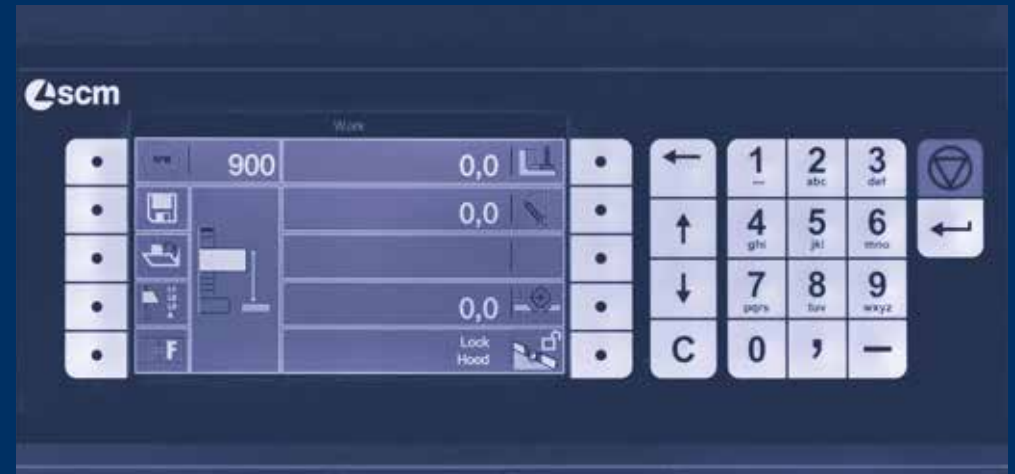 scm
Work
RPM 900 0,0
0,0
0,0
F Lock
Hood
1 2 3
abc def
4 5 6
ghi jkl mno
7 8 9
pqrs tuv wxyz
C 0 , –